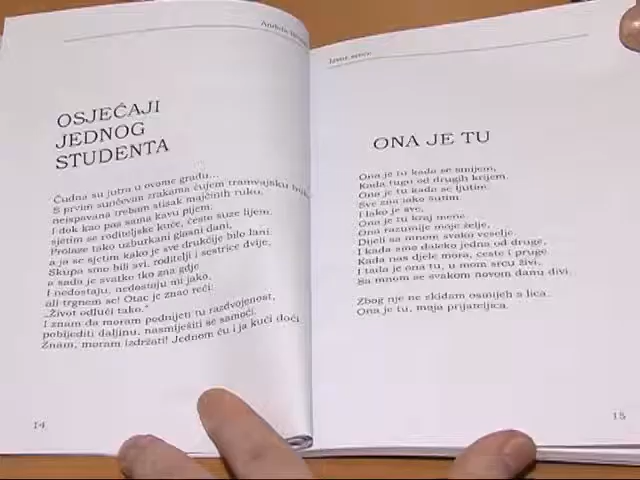 Andrea
OSJEĆAJI
JEDNOG
STUDENTA
Čudna su jutra u ovome gradu...
S prvim sunčevim zrakama čujem tramvajsku
neispavana trebam stisak majčinih ruku.
I dok kao pas sama kavu pijem,
sjetim se roditeljske kuće, često suze lijem.
Prolaze tako uzburkani glasni dani,
a ja se sjetim kako je sve drukčije bilo lani.
Skupa smo bili svi, roditelji i sestrice dvije,
a sada je svatko tko zna gdje.
I nedostaju, nedostaju mi jako,
ali trgnem se! Otac je znao reći:
„Život odluči tako."
I znam da moram podnijeti tu razdvojenost,
pobijediti daljinu, nasmiješiti se samoći.
Znam, moram izdržati! Jednom ću i ja kući doći
14
Izvor sreće
ONA JE TU
Ona je tu kada se smijem,
Kada tugu od drugih krijem.
Ona je tu kada se ljutim,
Sve zna iako šutim.
I iako je sve,
Ona je tu kraj mene.
Ona razumije moje želje,
Dijeli sa mnom svako veselje.
I kada smo daleko jedna od druge,
Kada nas dijele mora, ceste i pruge.
I tada je ona tu, u mom srcu živi,
Sa mnom se svakom novom danu divi.
Zbog nje ne skidam osmijeh s lica.
Ona je tu, moja prijateljica.
15